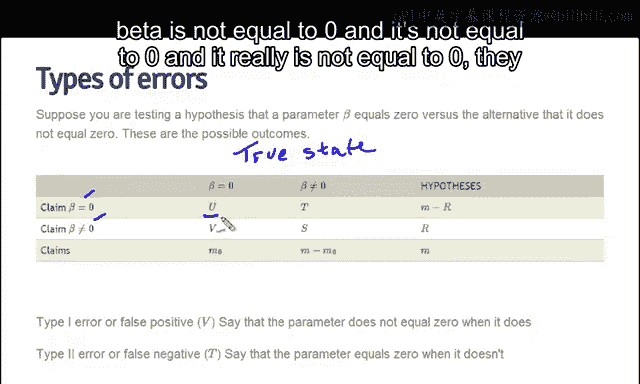 beta is not equal to 0 and it's not equal
to 0 and it really is not equal to 0, they
Types of errors
Suppose you are testing a hypothesis that a parameter β equals zero versus the alternative that it does
not equal zero. These are the possible outcomes.
True state
β = 0 β ≠ 0 HYPOTHESES
Claim β = 0 U T m − R
Claim β ≠ 0 V S R
Claims m₀ m − m₀ m
Type I error or false positive (V) Say that the parameter does not equal zero when it does
Type II error or false negative (T) Say that the parameter equals zero when it doesn't